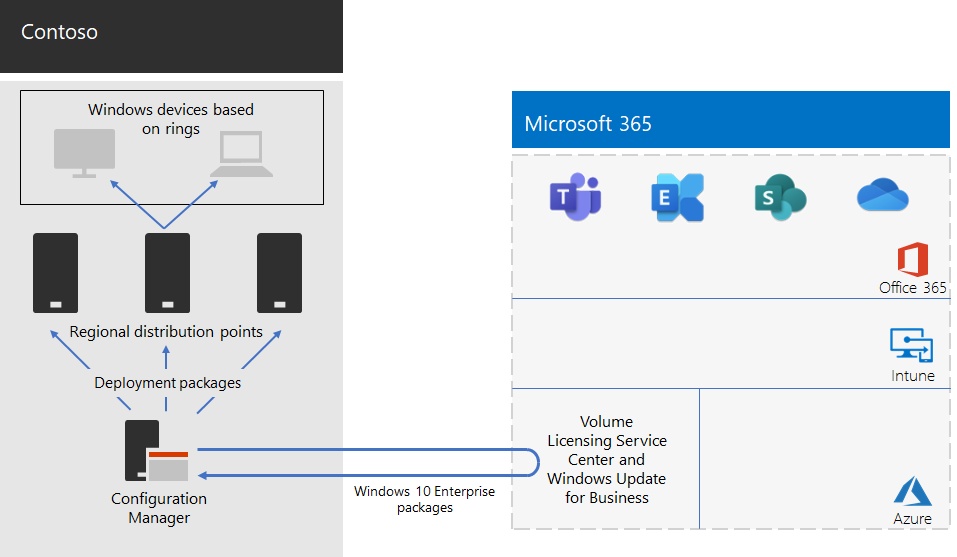 Contoso
Windows devices based
on rings
Regional distribution points
Deployment packages
Configuration
Manager
Windows 10 Enterprise
packages
Microsoft 365
T
E
S
Office 365
Intune
Volume
Licensing Service
Center and
Windows Update
for Business
Azure